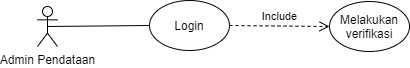 Login
Include
Melakukan
verifikasi
Admin Pendataan